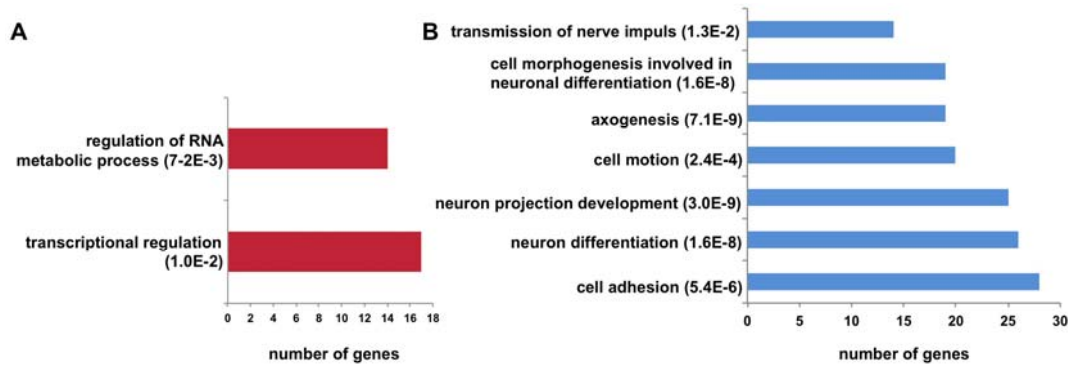 A
regulation of RNA
metabolic process (7-2E-3)
transcriptional regulation
(1.0E-2)
0 2 4 6 8 10 12 14 16 18
number of genes
B
transmission of nerve impuls (1.3E-2)
cell morphogenesis involved in
neuronal differentiation (1.6E-8)
axogenesis (7.1E-9)
cell motion (2.4E-4)
neuron projection development (3.0E-9)
neuron differentiation (1.6E-8)
cell adhesion (5.4E-6)
0 5 10 15 20 25 30
number of genes